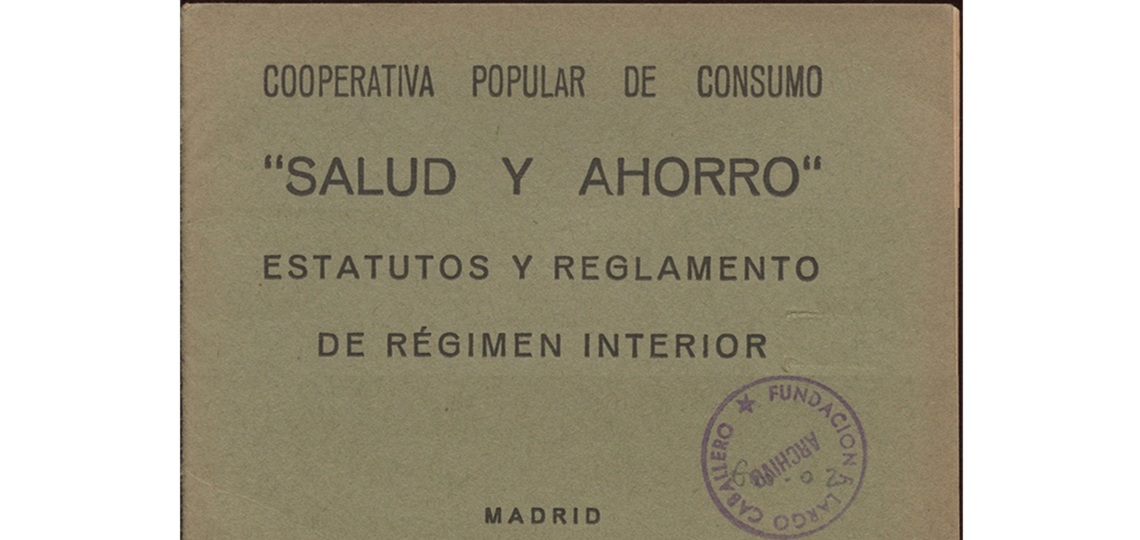 COOPERATIVA POPULAR DE CONSUMO
“SALUD Y AHORRO“
ESTATUTOS Y REGLAMENTO
DE RÉGIMEN INTERIOR
MADRID
★ FUNDACION F. LARGO CABALLERO
ARCHIVO